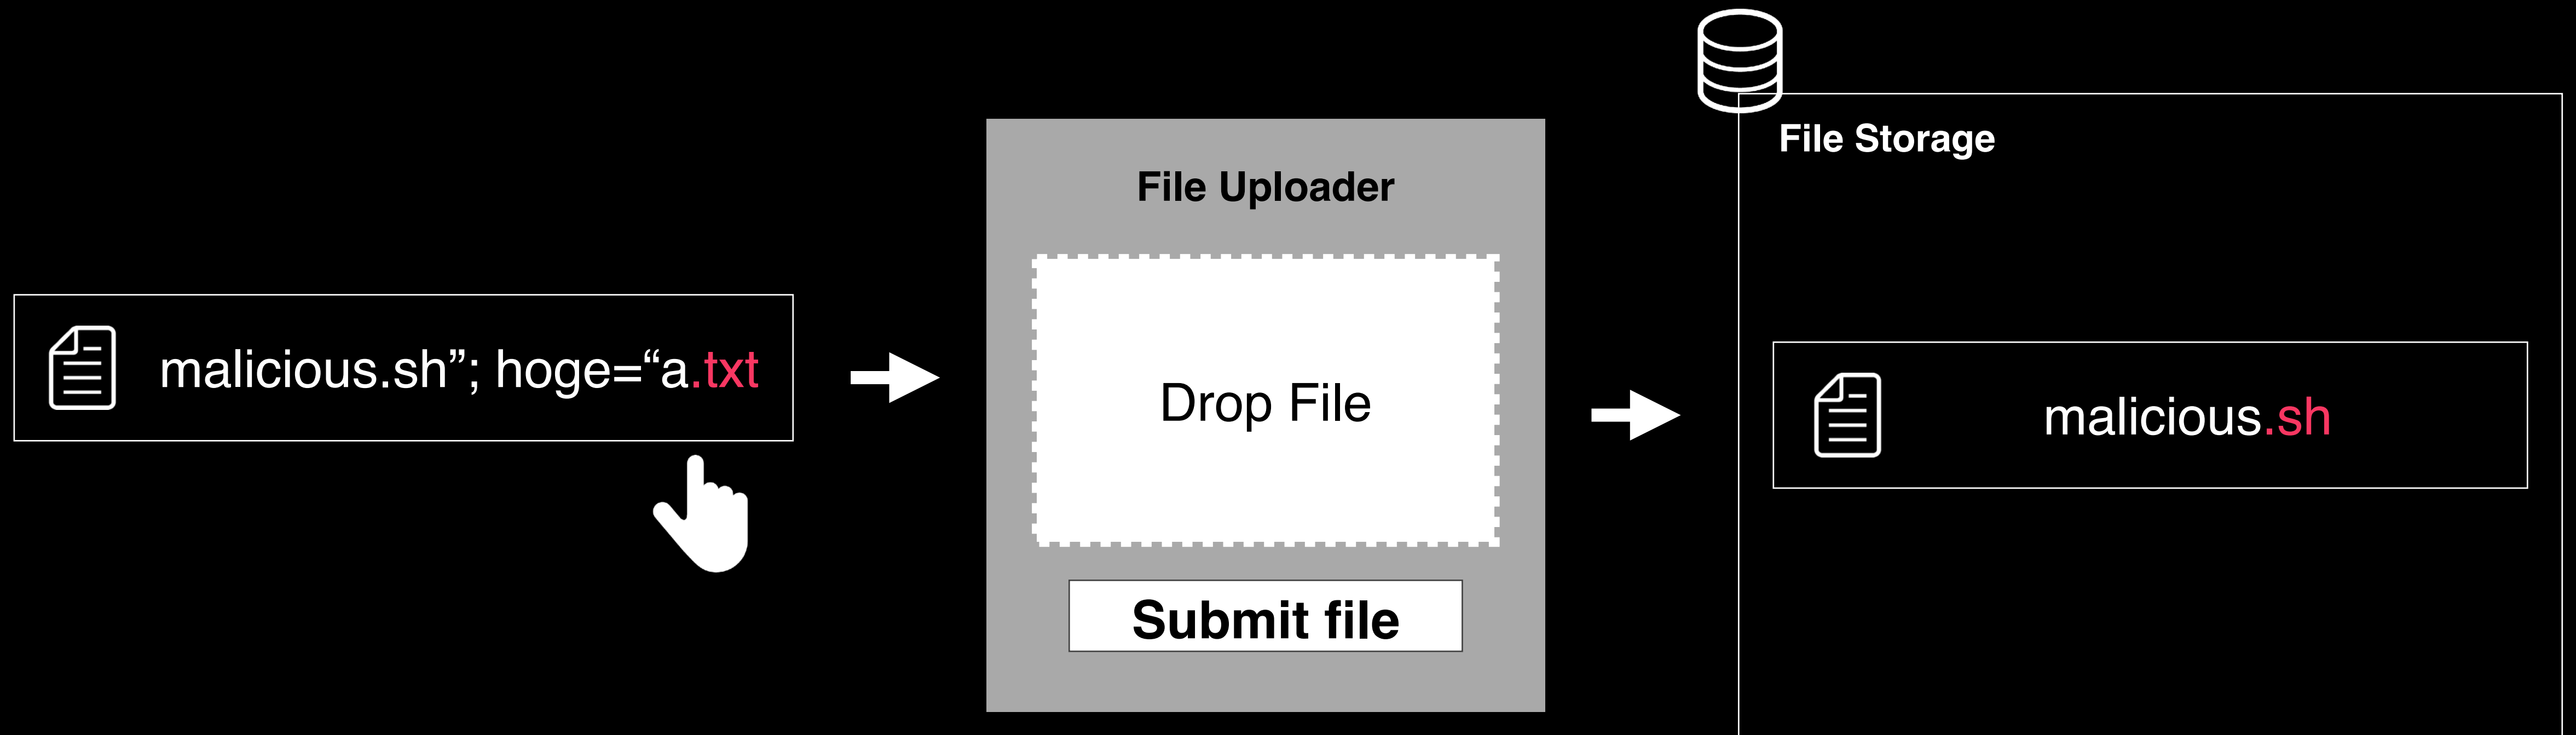 malicious.sh”; hoge=“a.txt
File Uploader
Drop File
Submit file
File Storage
malicious.sh